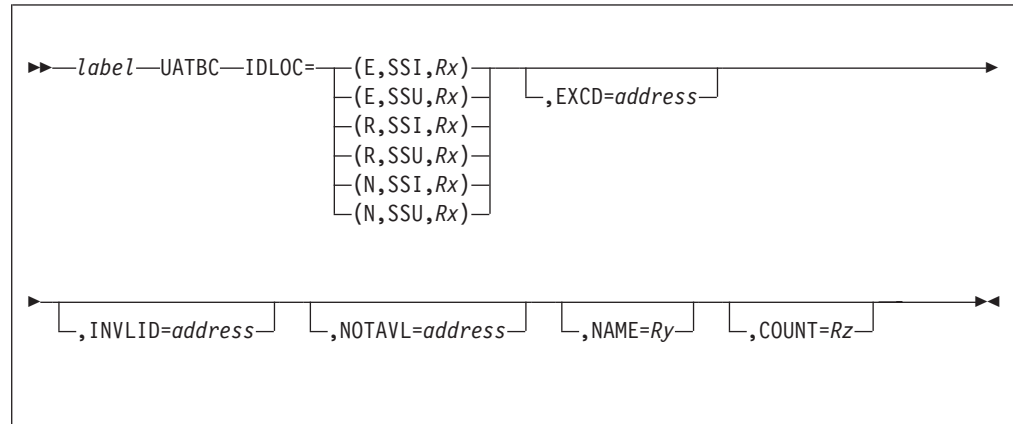 label UATBC IDLOC= (E,SSI,Rx)
,EXCD=address
(E,SSU,Rx)
(R,SSI,Rx)
(R,SSU,Rx)
(N,SSI,Rx)
(N,SSU,Rx)
,INVLID=address ,NOTAVL=address ,NAME=Ry ,COUNT=Rz